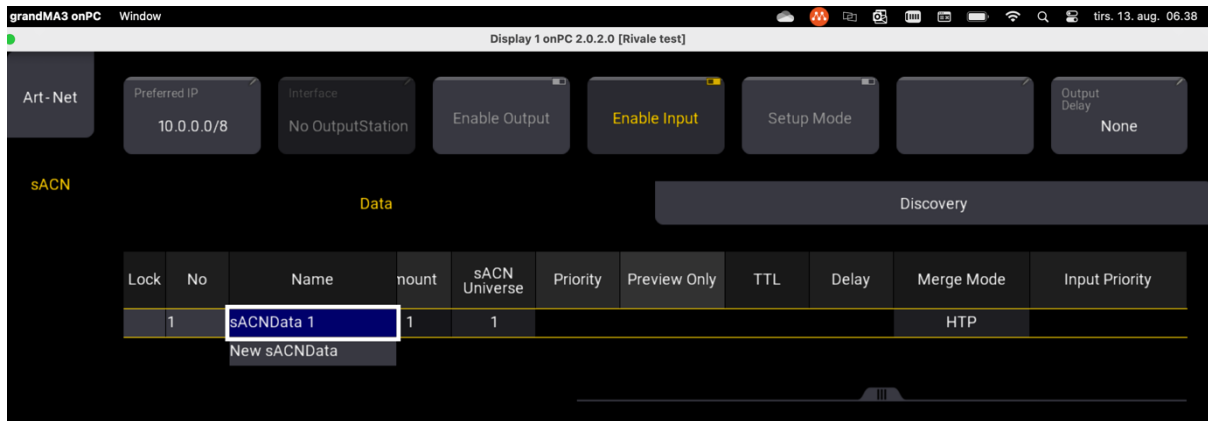 grandMA3 onPC Window tirs. 13. aug. 06.38
Display 1 onPC 2.0.2.0 [Rivale test]
Art-Net
Preferred IP
10.0.0.0/8
Interface
No OutputStation
Enable Output
Enable Input
Setup Mode
Output
Delay
None
sACN
Data
Discovery
Lock No Name mount sACN Universe Priority Preview Only TTL Delay Merge Mode Input Priority
1 sACNData 1 1 1 HTP
New sACNData